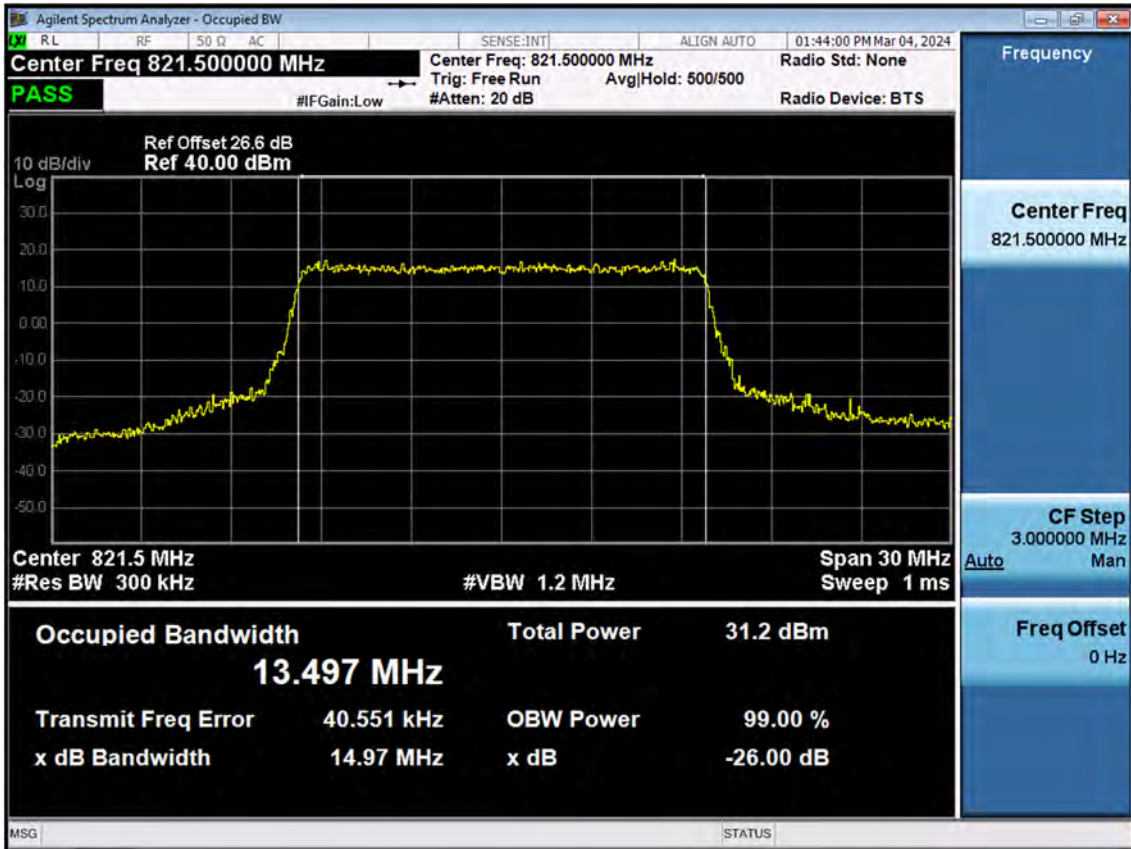 Agilent Spectrum Analyzer - Occupied BW
LXI RL RF 50 Ω AC SENSE:INT ALIGN AUTO 01:44:00 PM Mar 04, 2024
Center Freq 821.500000 MHz
Center Freq: 821.500000 MHz
Radio Std: None
Trig: Free Run Avg|Hold: 500/500
PASS
#IFGain:Low
#Atten: 20 dB
Radio Device: BTS
Ref Offset 26.6 dB
10 dB/div Ref 40.00 dBm
Log
30.0
20.0
10.0
0.00
-10.0
-20.0
-30.0
-40.0
-50.0
Center 821.5 MHz Span 30 MHz
#Res BW 300 kHz #VBW 1.2 MHz Sweep 1 ms
Occupied Bandwidth Total Power 31.2 dBm
13.497 MHz
Transmit Freq Error 40.551 kHz OBW Power 99.00 %
x dB Bandwidth 14.97 MHz x dB -26.00 dB
MSG STATUS
Frequency
Center Freq
821.500000 MHz
CF Step
3.000000 MHz
Auto Man
Freq Offset
0 Hz